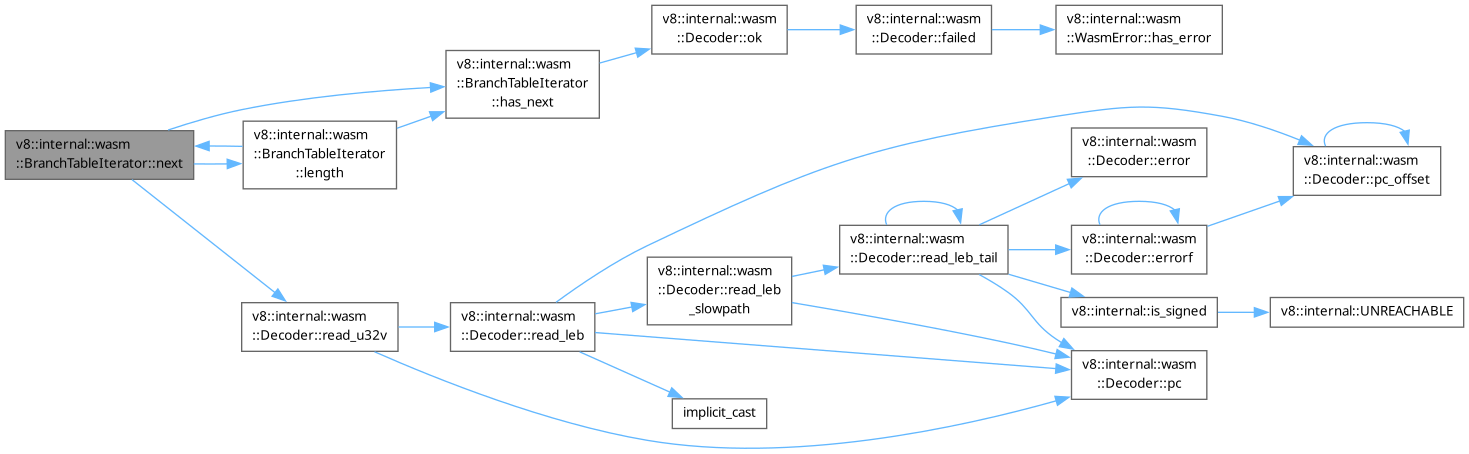 v8::internal::wasm
::BranchTableIterator::next
v8::internal::wasm
::BranchTableIterator
::has_next
v8::internal::wasm
::Decoder::ok
v8::internal::wasm
::Decoder::failed
v8::internal::wasm
::WasmError::has_error
v8::internal::wasm
::BranchTableIterator
::length
v8::internal::wasm
::Decoder::read_u32v
v8::internal::wasm
::Decoder::read_leb
v8::internal::wasm
::Decoder::read_leb
_slowpath
v8::internal::wasm
::Decoder::read_leb_tail
v8::internal::wasm
::Decoder::error
v8::internal::wasm
::Decoder::errorf
v8::internal::wasm
::Decoder::pc_offset
v8::internal::is_signed
v8::internal::UNREACHABLE
v8::internal::wasm
::Decoder::pc
implicit_cast